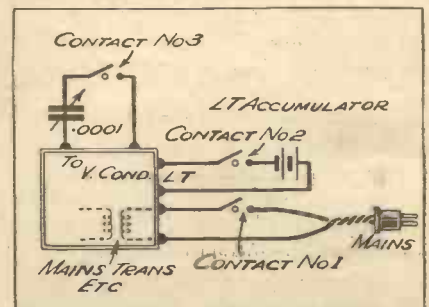 CONTACT No3
.0001
LT ACCUMULATOR
CONTACT No2
TO
V. COND.
LT
MAINS
MAINS TRANS
ETC
CONTACT No1